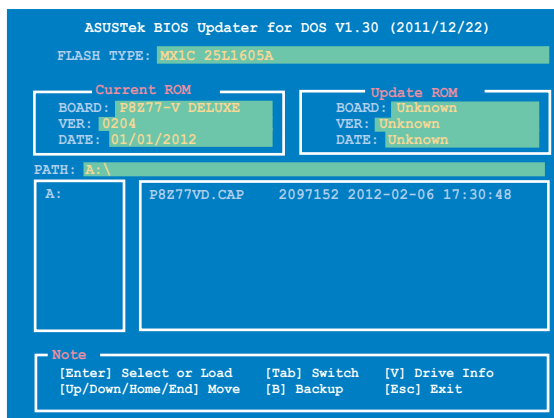 ASUSTek BIOS Updater for DOS V1.30 (2011/12/22)
FLASH TYPE: MX1C 25L1605A
Current ROM
BOARD: P8Z77-V DELUXE
VER: 0204
DATE: 01/01/2012
Update ROM
BOARD: Unknown
VER: Unknown
DATE: Unknown
PATH: A:\
A:
P8Z77VD.CAP 2097152 2012-02-06 17:30:48
Note
[Enter] Select or Load [Tab] Switch [V] Drive Info
[Up/Down/Home/End] Move [B] Backup [Esc] Exit